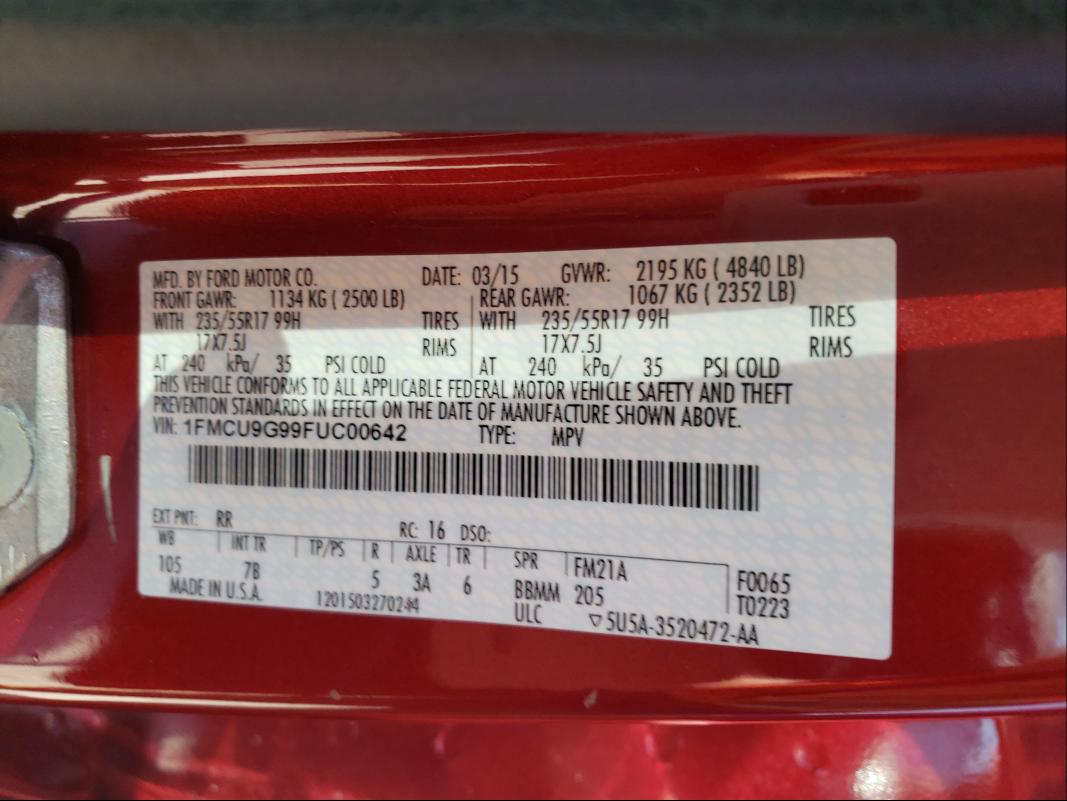 MFD. BY FORD MOTOR CO. DATE: 03/15 GVWR: 2195 KG ( 4840 LB)
FRONT GAWR: 1134 KG ( 2500 LB) REAR GAWR: 1067 KG ( 2352 LB)
WITH 235/55R17 99H TIRES WITH 235/55R17 99H TIRES
17X7.5J RIMS 17X7.5J RIMS
AT 240 kPa/ 35 PSI COLD AT 240 kPa/ 35 PSI COLD
THIS VEHICLE CONFORMS TO ALL APPLICABLE FEDERAL MOTOR VEHICLE SAFETY AND THEFT
PREVENTION STANDARDS IN EFFECT ON THE DATE OF MANUFACTURE SHOWN ABOVE.
VIN: 1FMCU9G99FUC00642 TYPE: MPV
EXT PNT: RR RC: 16 DSO:
WB INT TR TP/PS R AXLE TR SPR FM21A F0065
105 7B 5 3A 6 BBMM 205 T0223
MADE IN U.S.A. ULC ▽5U5A-3520472-AA